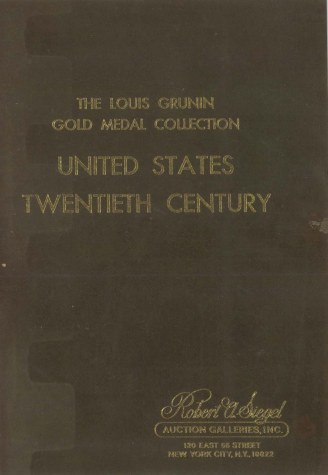 THE LOUIS GRUNIN
GOLD MEDAL COLLECTION
UNITED STATES
TWENTIETH CENTURY
Robert A. Siegel
AUCTION GALLERIES, INC.
120 EAST 56 STREET
NEW YORK CITY, N.Y. 10022